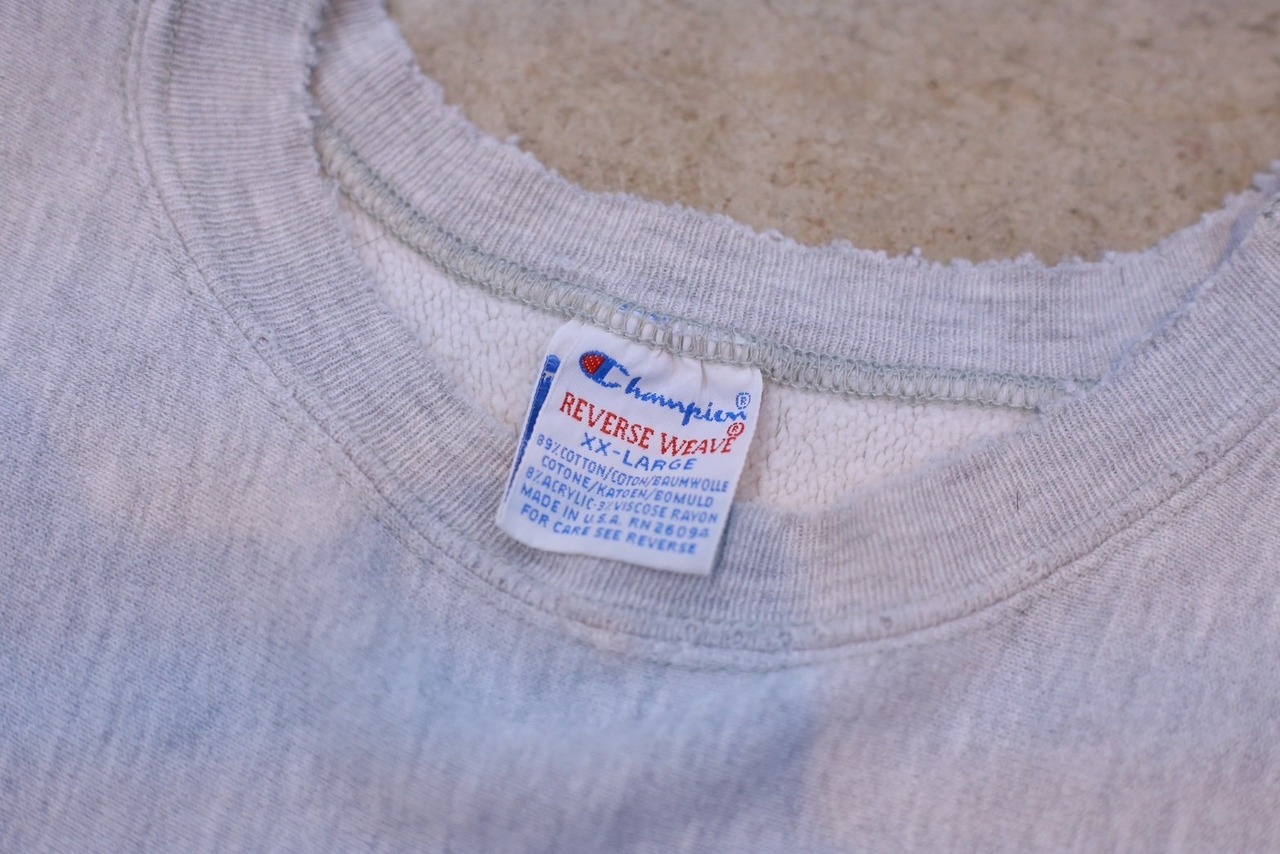 Champion®
REVERSE WEAVE®
XX-LARGE
89% COTTON/COTON/BAUMWOLLE
COTONE/KATOEN/BOMULD
8% ACRYLIC-3% VISCOSE RAYON
MADE IN U.S.A. RN 26094
FOR CARE SEE REVERSE